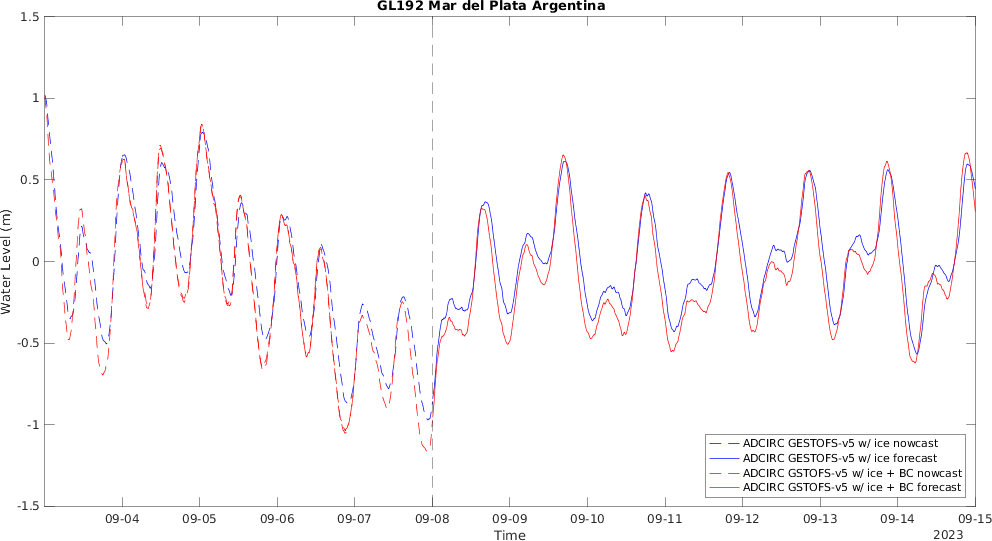 GL192 Mar del Plata Argentina
1.5
1
0.5
0
-0.5
-1
-1.5
Water Level (m)
09-04 09-05 09-06 09-07 09-08 09-09 09-10 09-11 09-12 09-13 09-14 09-15
Time
2023
ADCIRC GESTOFS-v5 w/ ice nowcast
ADCIRC GESTOFS-v5 w/ ice forecast
ADCIRC GSTOFS-v5 w/ ice + BC nowcast
ADCIRC GSTOFS-v5 w/ ice + BC forecast